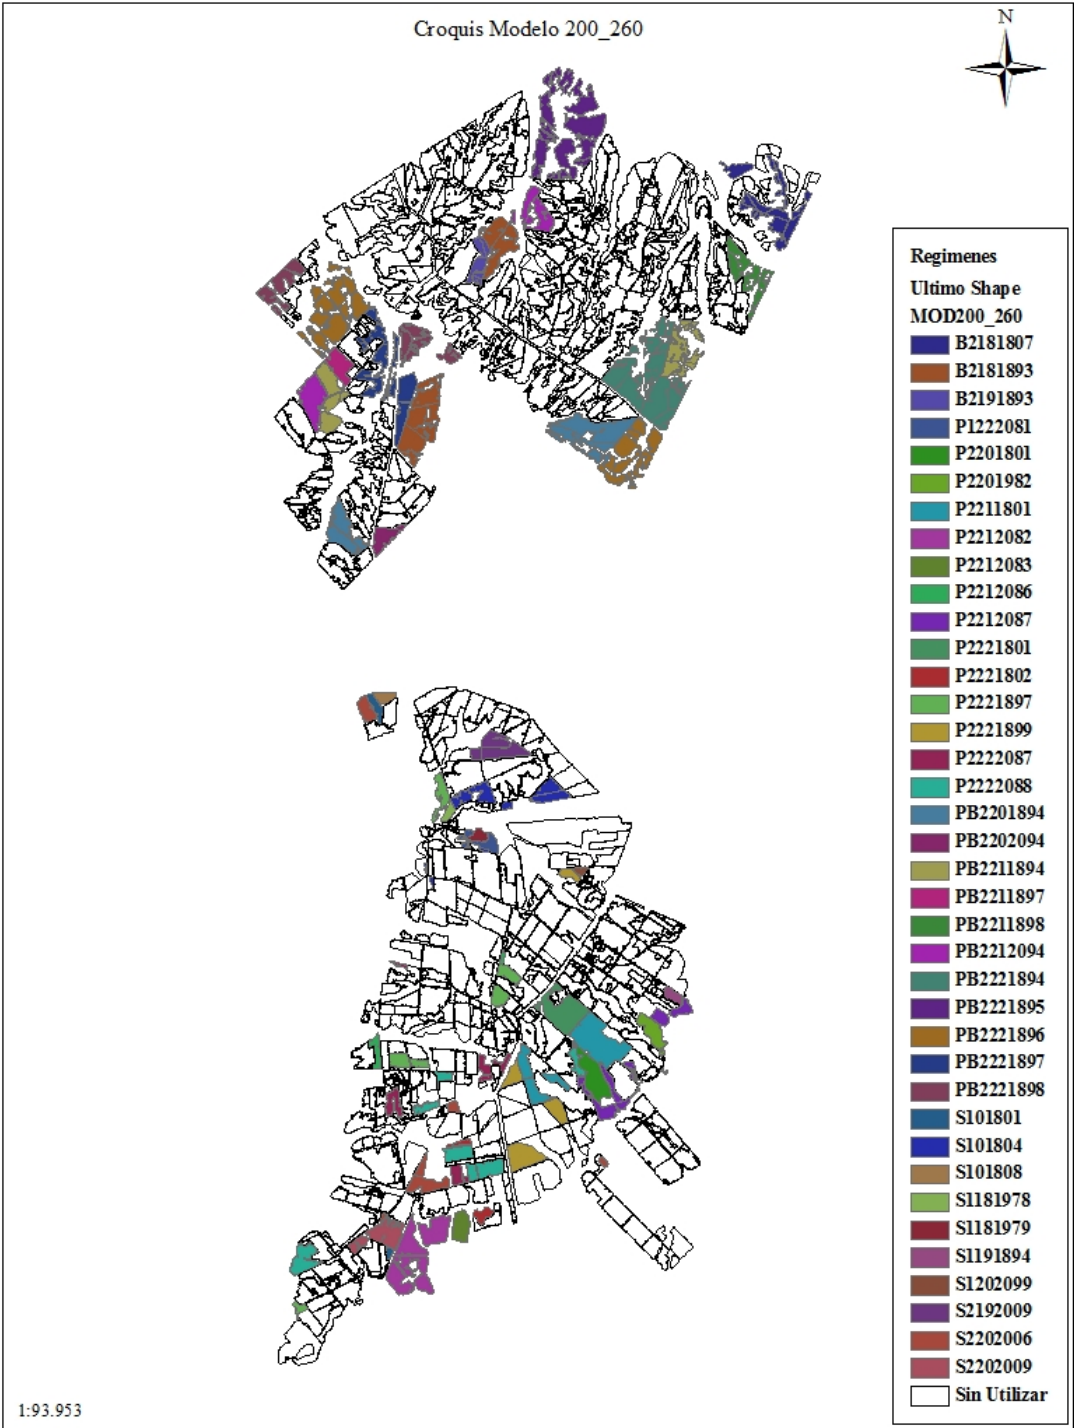 Croquis Modelo 200_260
N
Regimenes
Ultimo Shape
MOD200_260
B2181807
B2181893
B2191893
P1222081
P2201801
P2201982
P2211801
P2212082
P2212083
P2212086
P2212087
P2221801
P2221802
P2221897
P2221899
P2222087
P2222088
PB2201894
PB2202094
PB2211894
PB2211897
PB2211898
PB2212094
PB2221894
PB2221895
PB2221896
PB2221897
PB2221898
S101801
S101804
S101808
S1181978
S1181979
S1191894
S1202099
S2192009
S2202006
S2202009
Sin Utilizar
1:93.953